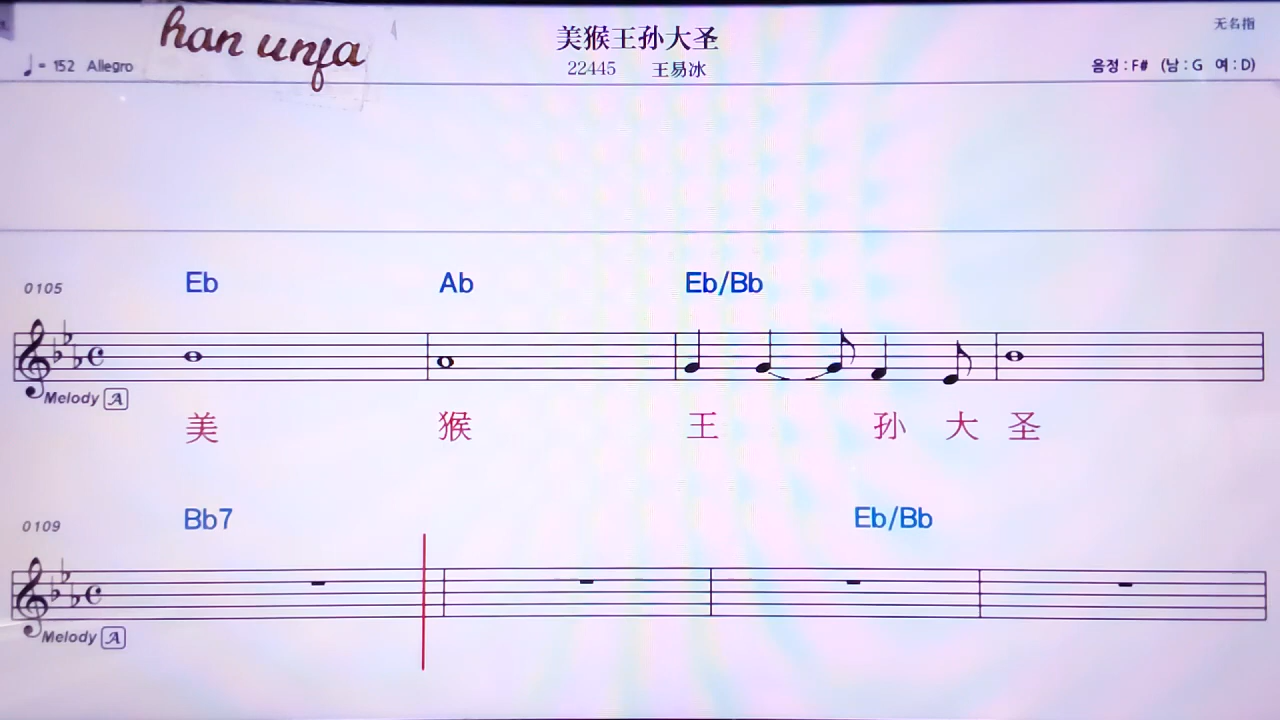 han unfa
美猴王孙大圣
无名指
♩= 152 Allegro
22445 王易冰
음정 : F# (남 : G 여 : D)
0105
Eb Ab Eb/Bb
Melody A
美 猴 王 孙 大 圣
0109
Bb7 Eb/Bb
Melody A